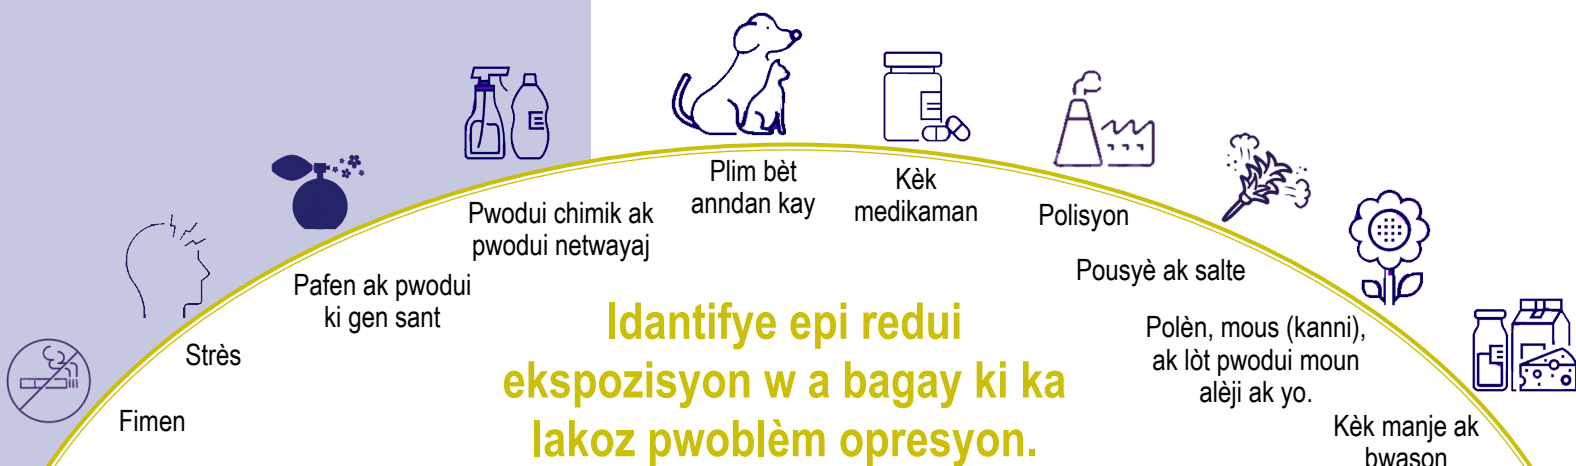 Fimen
Strès
Pafen ak pwodui
ki gen sant
Pwodui chimik ak
pwodui netwayaj
Plim bèt
anndan kay
Kèk
medikaman
Polisyon
Pousyè ak salte
Polèn, mous (kanni),
ak lòt pwodui moun
alèji ak yo.
Kèk manje ak
bwason
Idantifye epi redui
ekspozisyon w a bagay ki ka
lakoz pwoblèm opresyon.